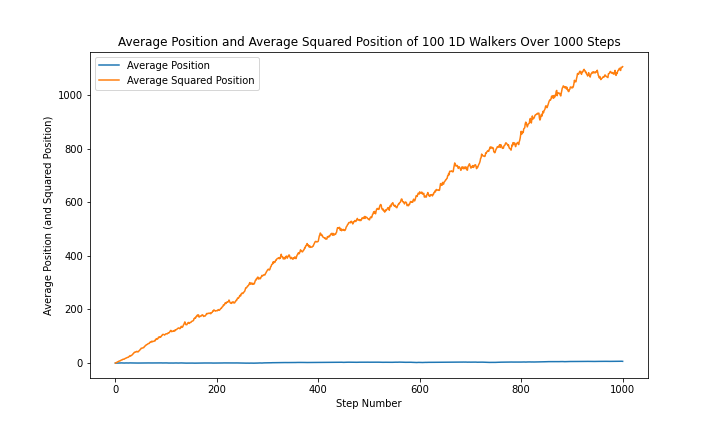 Average Position and Average Squared Position of 100 1D Walkers Over 1000 Steps
Average Position
Average Squared Position
Average Position (and Squared Position)
1000
800
600
400
200
0
0 200 400 600 800 1000
Step Number